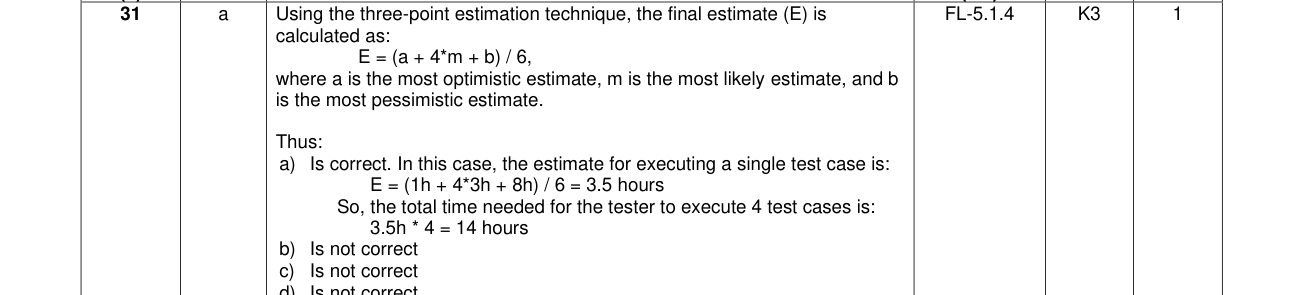 31 a Using the three-point estimation technique, the final estimate (E) is FL-5.1.4 K3 1
calculated as:
E = (a + 4*m + b) / 6,
where a is the most optimistic estimate, m is the most likely estimate, and b
is the most pessimistic estimate.
Thus:
a) Is correct. In this case, the estimate for executing a single test case is:
E = (1h + 4*3h + 8h) / 6 = 3.5 hours
So, the total time needed for the tester to execute 4 test cases is:
3.5h * 4 = 14 hours
b) Is not correct
c) Is not correct
d) Is not correct